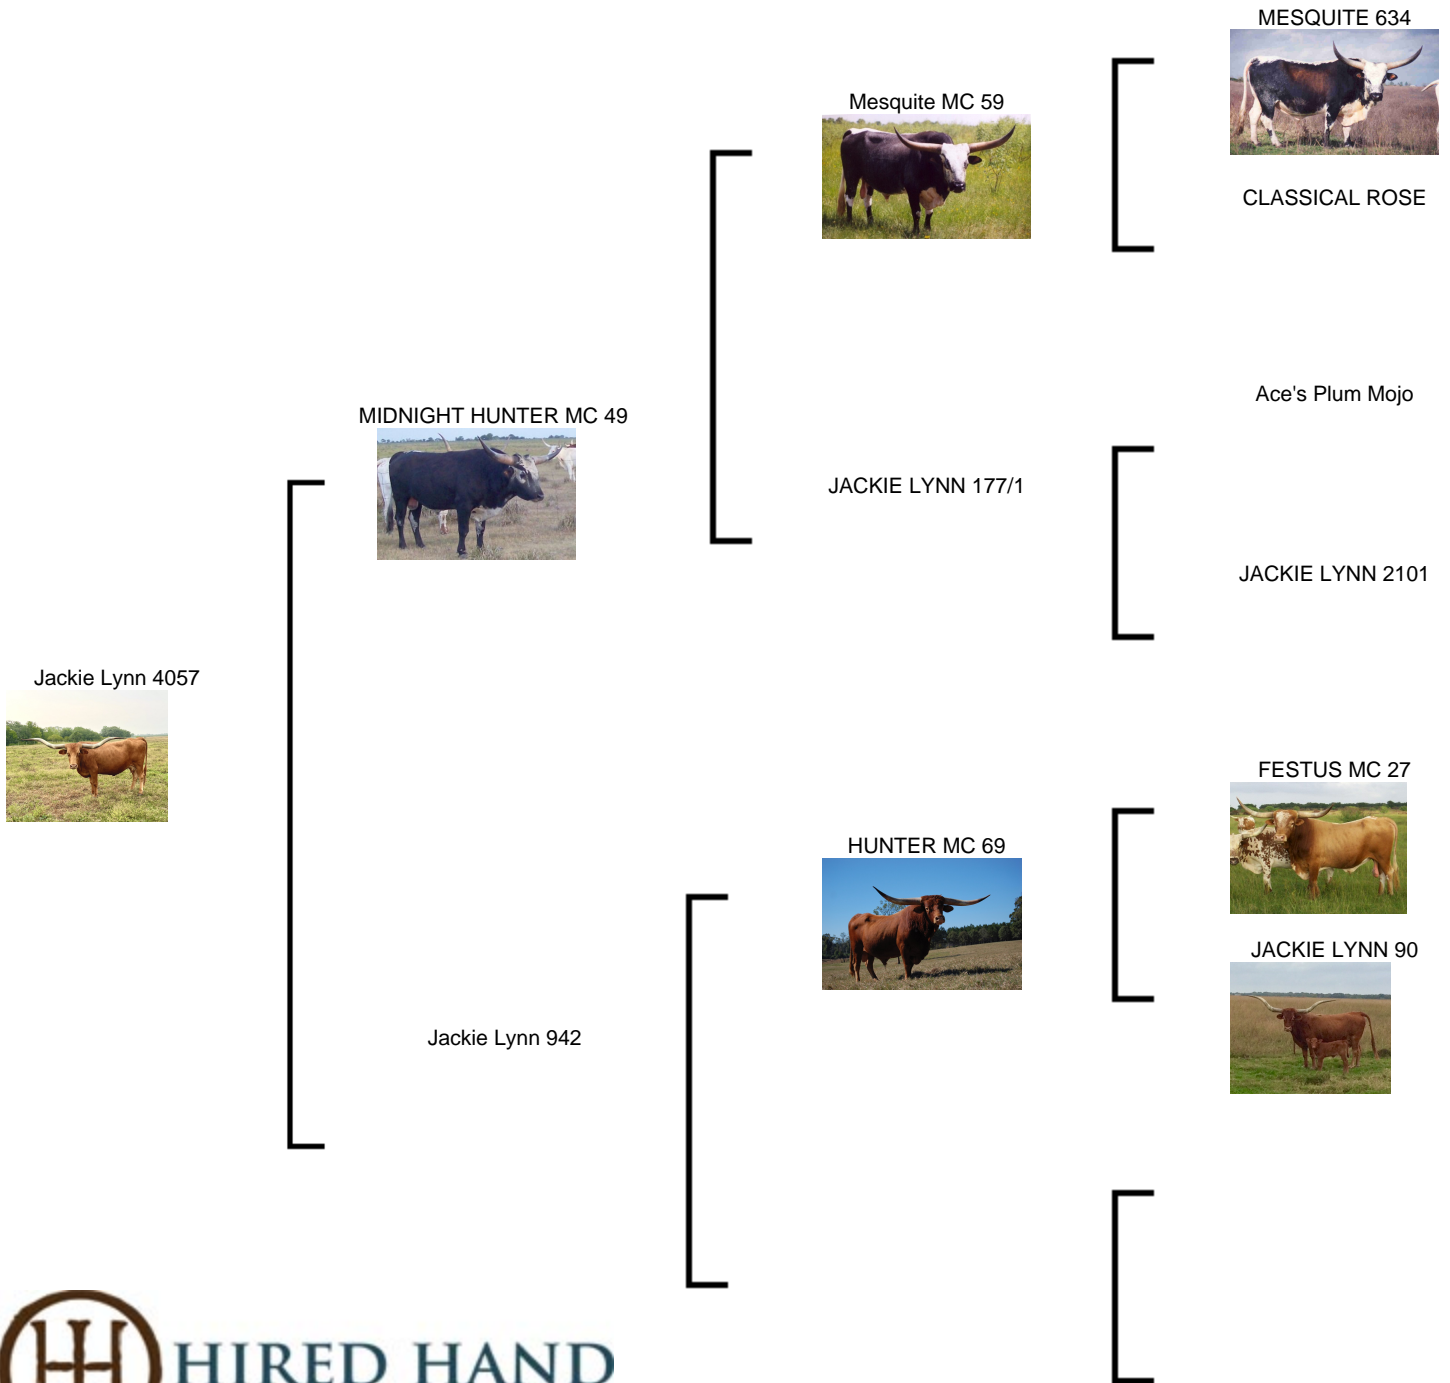 MESQUITE 634
Mesquite MC 59
CLASSICAL ROSE
Ace's Plum Mojo
MIDNIGHT HUNTER MC 49
JACKIE LYNN 177/1
JACKIE LYNN 2101
Jackie Lynn 4057
FESTUS MC 27
HUNTER MC 69
JACKIE LYNN 90
Jackie Lynn 942
HIRED HAND